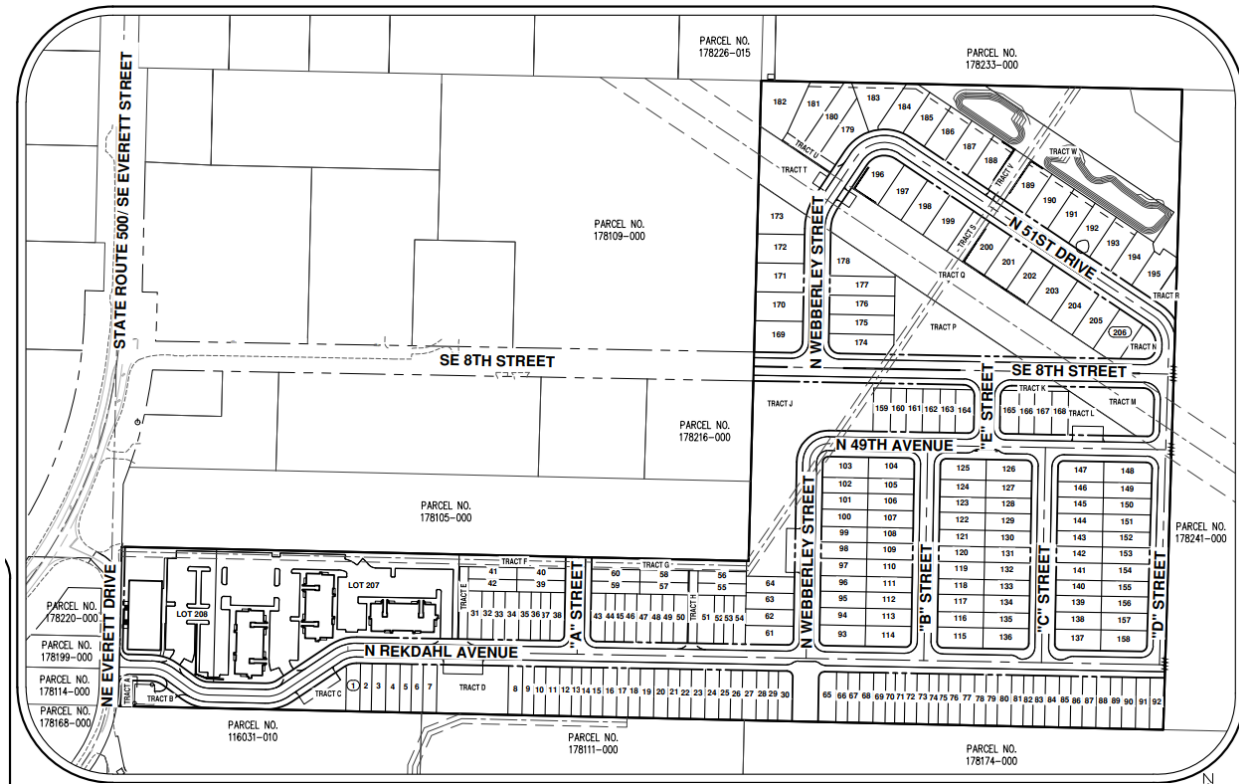 PARCEL NO.
178226-015
PARCEL NO.
178233-000
STATE ROUTE 500/ SE EVERETT STREET
PARCEL NO.
178109-000
182
181
180
179
183
184
185
186
187
188
TRACT U
TRACT T
TRACT V
TRACT W
189
190
191
192
193
194
195
TRACT R
N 51ST DRIVE
196
197
198
199
TRACT S
200
201
202
203
204
205
206
TRACT N
TRACT Q
TRACT P
N WEBBERLEY STREET
173
172
171
170
169
178
177
176
175
174
SE 8TH STREET
SE 8TH STREET
TRACT K
TRACT J
TRACT L
TRACT M
"E" STREET
159 160 161 162 163 164
165 166 167 168
PARCEL NO.
178216-000
N 49TH AVENUE
103 104
102 105
101 106
100 107
99 108
98 109
97 110
96 111
95 112
94 113
93 114
125 126
124 127
123 128
122 129
121 130
120 131
119 132
118 133
117 134
116 135
115 136
147 148
146 149
145 150
144 151
143 152
142 153
141 154
140 155
139 156
138 157
137 158
N WEBBERLEY STREET
"B" STREET
"C" STREET
"D" STREET
PARCEL NO.
178241-000
PARCEL NO.
178105-000
NE EVERETT DRIVE
LOT 208
LOT 207
TRACT E
TRACT F
41 40
42 39
31 32 33 34 35 36 37 38
"A" STREET
TRACT G
60 58 56
59 57 55
TRACT H
43 44 45 46 47 48 49 50
51 52 53 54
64
63
62
61
N REKDAHL AVENUE
PARCEL NO.
178220-000
PARCEL NO.
178199-000
PARCEL NO.
178114-000
PARCEL NO.
178168-000
TRACT A
TRACT B
TRACT C
1 2 3 4 5 6 7
TRACT D
8 9 10 11 12 13 14 15 16 17 18 19 20 21 22 23 24 25 26 27 28 29 30
65 66 67 68 69 70 71 72 73 74 75 76 77 78 79 80 81 82 83 84 85 86 87 88 89 90 91 92
PARCEL NO.
116031-010
PARCEL NO.
178111-000
PARCEL NO.
178174-000
N